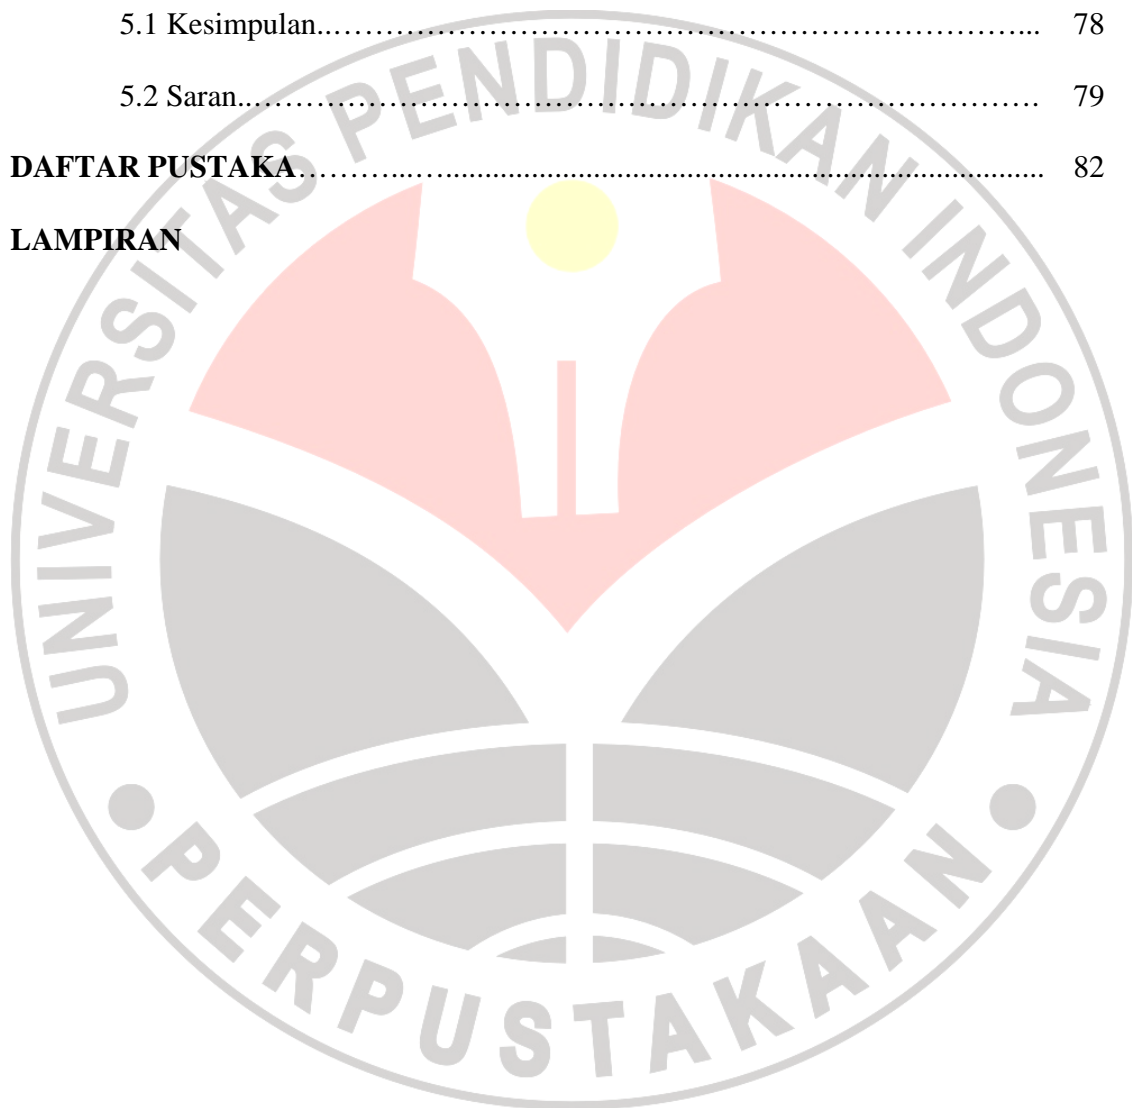 5.1 Kesimpulan..……………………………………………………………... 78
5.2 Saran..……………………………………………………………………. 79
DAFTAR PUSTAKA………...…........................................................................... 82
LAMPIRAN
UNIVERSITAS PENDIDIKAN INDONESIA
PERPUSTAKAAN